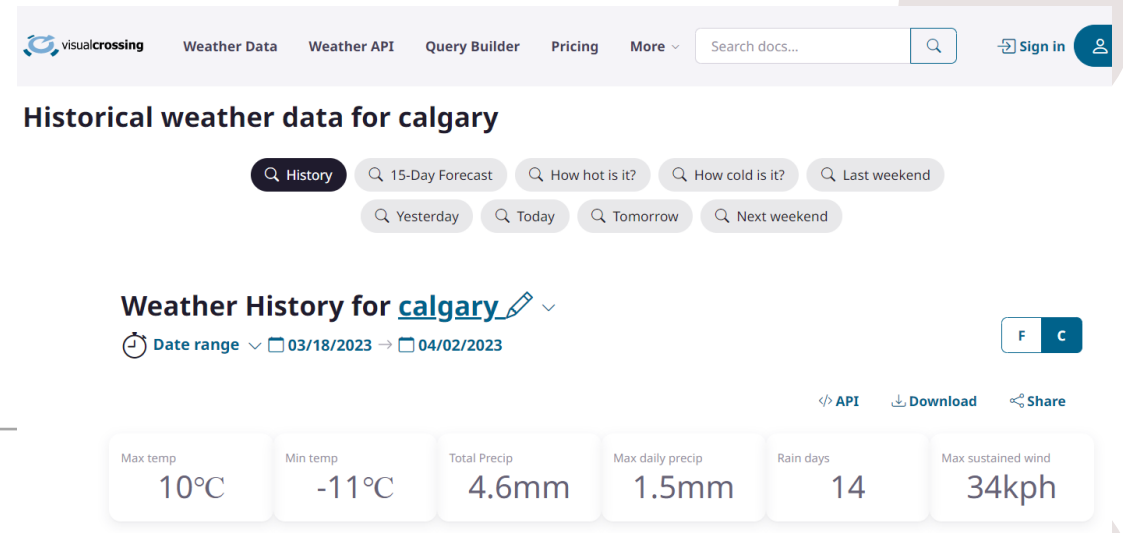 visualcrossing Weather Data Weather API Query Builder Pricing More Search docs... Sign in
Historical weather data for calgary
History 15-Day Forecast How hot is it? How cold is it? Last weekend
Yesterday Today Tomorrow Next weekend
Weather History for calgary
Date range 03/18/2023 → 04/02/2023
F C
</> API Download Share
Max temp Min temp Total Precip Max daily precip Rain days Max sustained wind
10°C -11°C 4.6mm 1.5mm 14 34kph